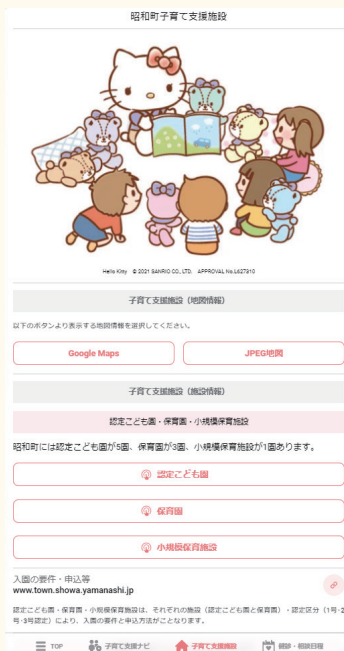 昭和町子育て支援施設
Hello Kitty © 2021 SANRIO CO., LTD. APPROVAL No.L627310
子育て支援施設（地図情報）
以下のボタンより表示する地図情報を選択してください。
Google Maps
JPEG地図
子育て支援施設（施設情報）
認定こども園・保育園・小規模保育施設
昭和町には認定こども園が5園、保育園が3園、小規模保育施設が1園あります。
認定こども園
保育園
小規模保育施設
入園の要件・申込等
www.town.showa.yamanashi.jp
認定こども園・保育園・小規模保育施設は、それぞれの施設（認定こども園と保育園）・認定区分（1号･2
号･3号認定）により、入園の要件と申込方法がことなります。
TOP
子育て支援ナビ
子育て支援施設
健診・相談日程